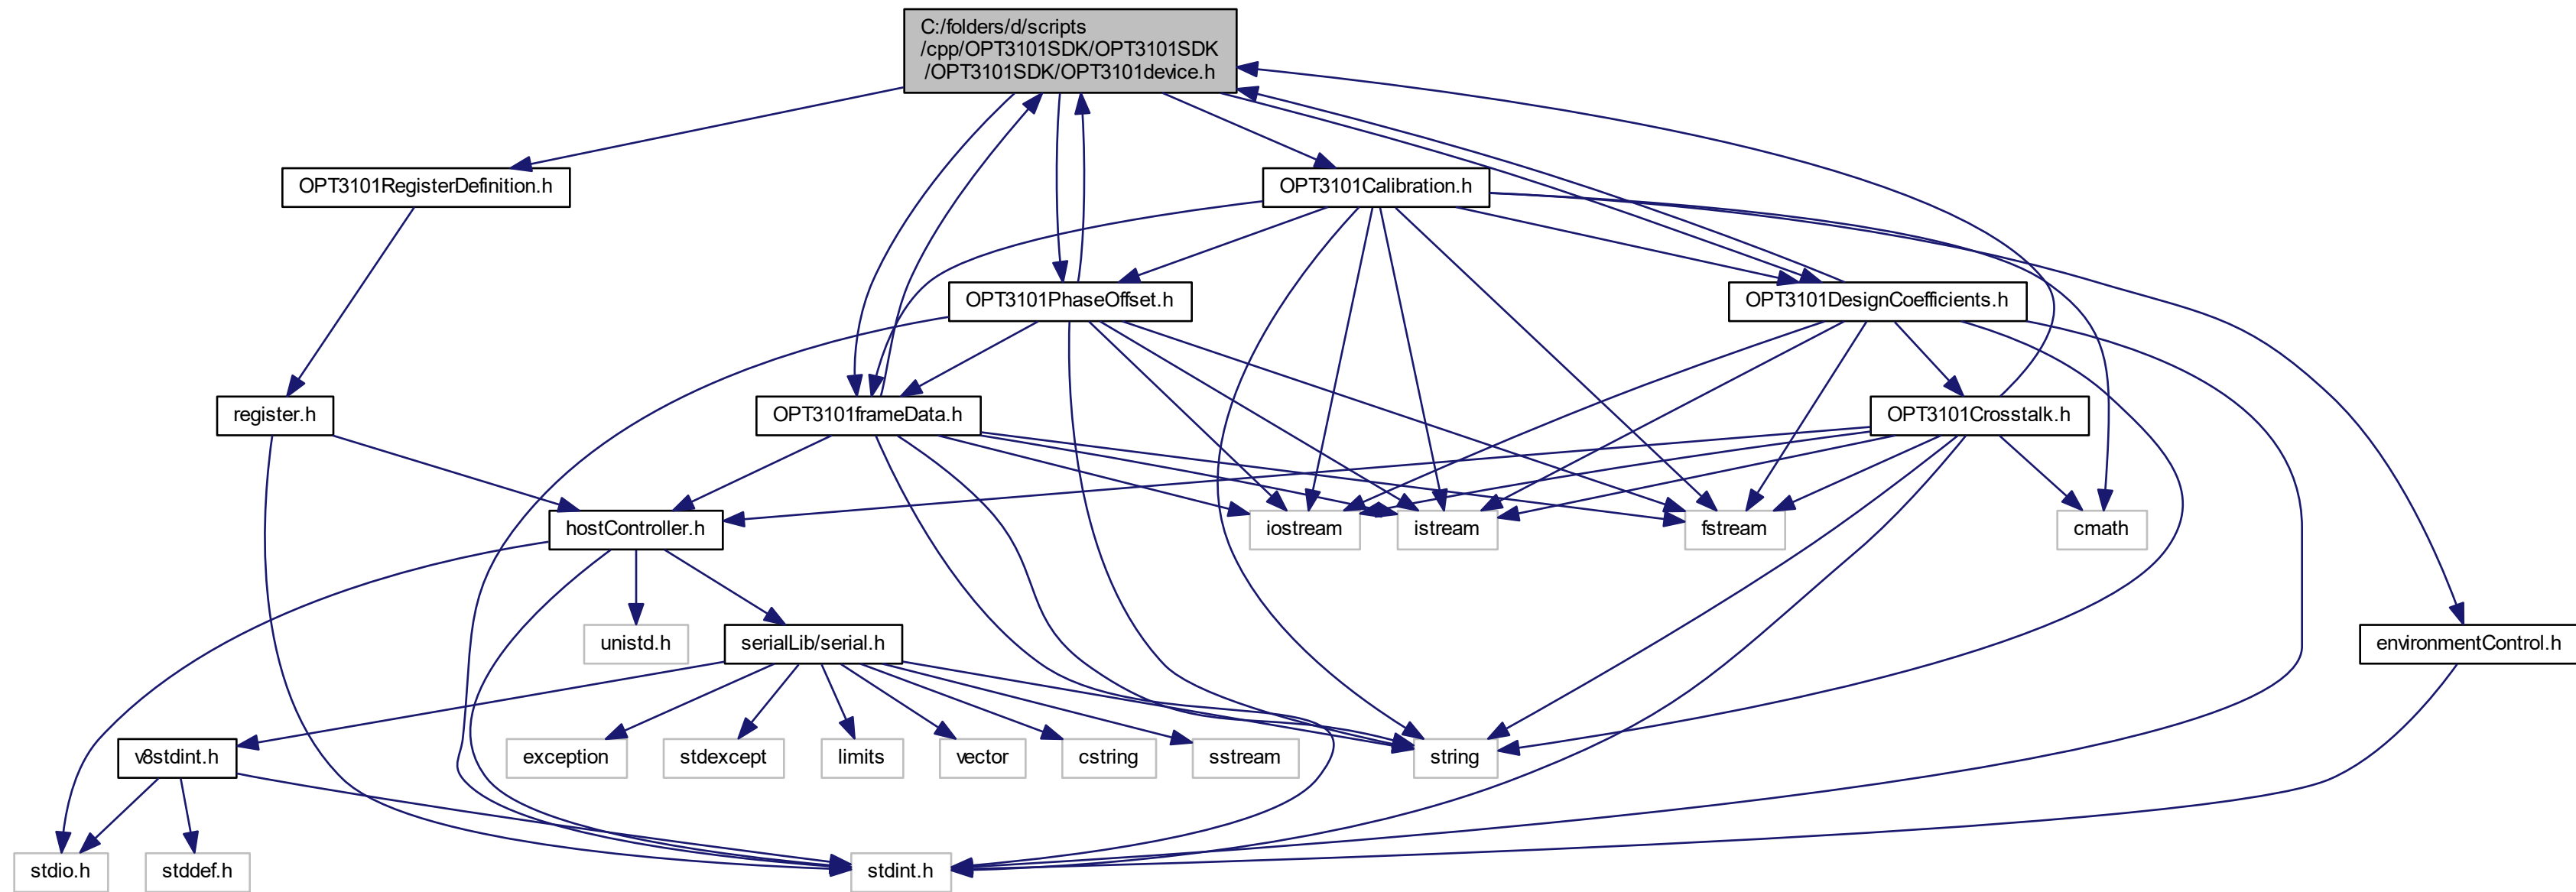 C:/folders/d/scripts
/cpp/OPT3101SDK/OPT3101SDK
/OPT3101SDK/OPT3101device.h
OPT3101RegisterDefinition.h
OPT3101Calibration.h
OPT3101PhaseOffset.h
OPT3101DesignCoefficients.h
register.h
OPT3101frameData.h
OPT3101Crosstalk.h
hostController.h
iostream
istream
fstream
cmath
unistd.h
serialLib/serial.h
environmentControl.h
v8stdint.h
exception
stdexcept
limits
vector
cstring
sstream
string
stdio.h
stddef.h
stdint.h